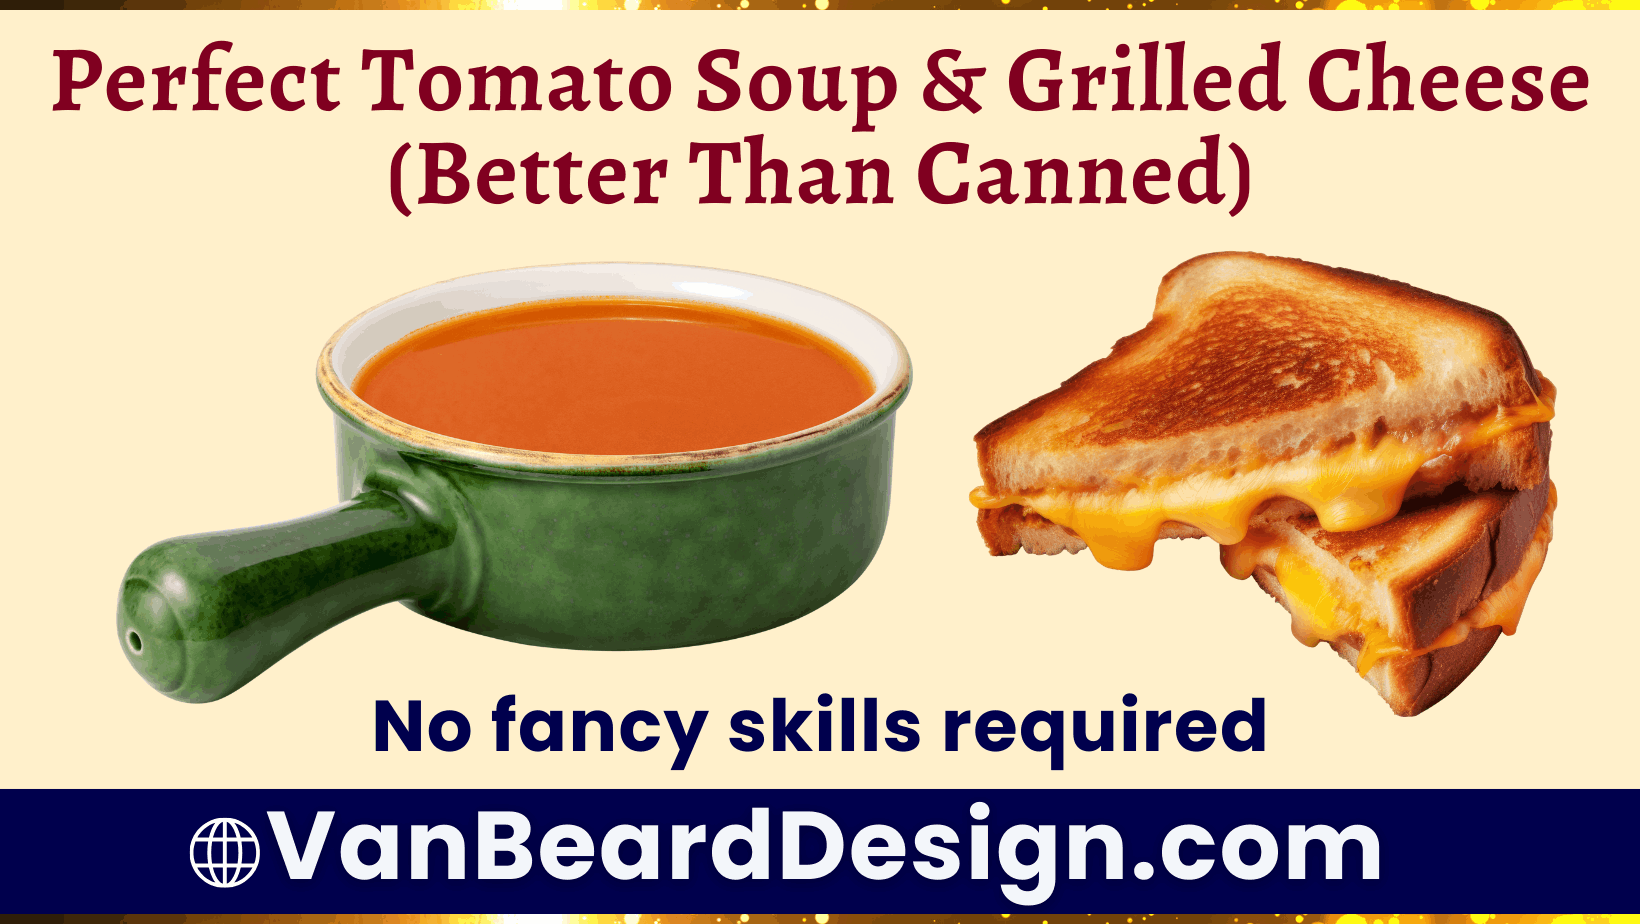 Perfect Tomato Soup & Grilled Cheese
(Better Than Canned)
No fancy skills required
VanBeardDesign.com